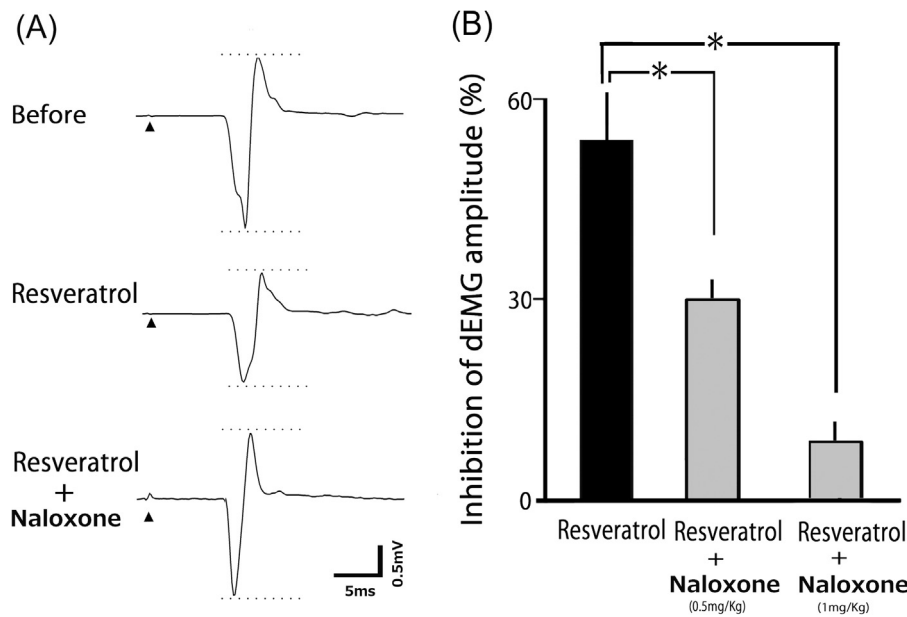 (A)
Before
Resveratrol
Resveratrol
+
Naloxone
5ms
0.5mV
(B)
Inhibition of dEMG amplitude (%)
60
30
0
*
*
Resveratrol
Resveratrol
+
Naloxone
(0.5mg/Kg)
Resveratrol
+
Naloxone
(1mg/Kg)